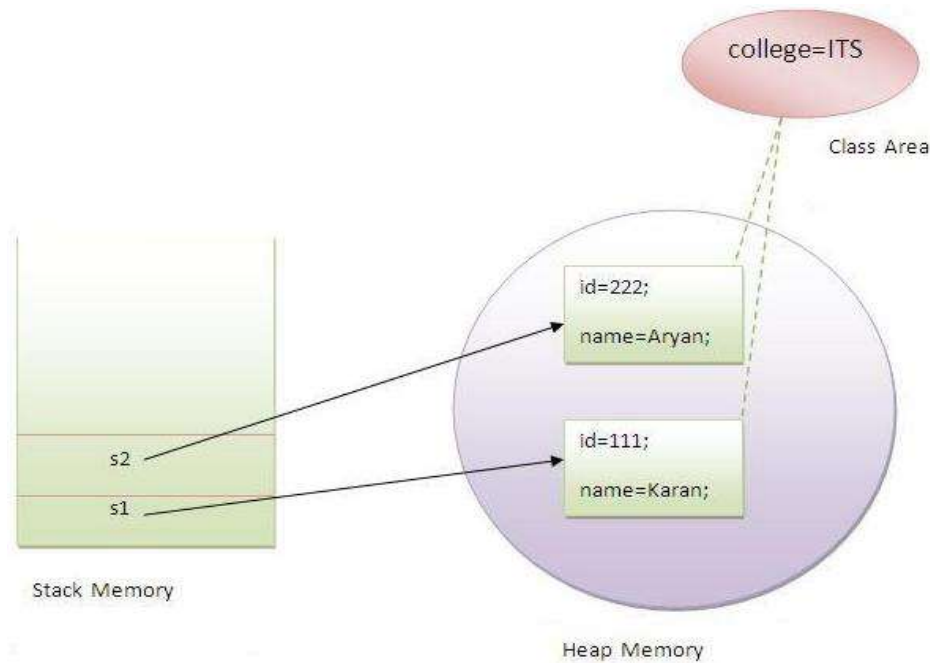 college=ITS
Class Area
id=222;
name=Aryan;
id=111;
name=Karan;
s2
s1
Stack Memory
Heap Memory